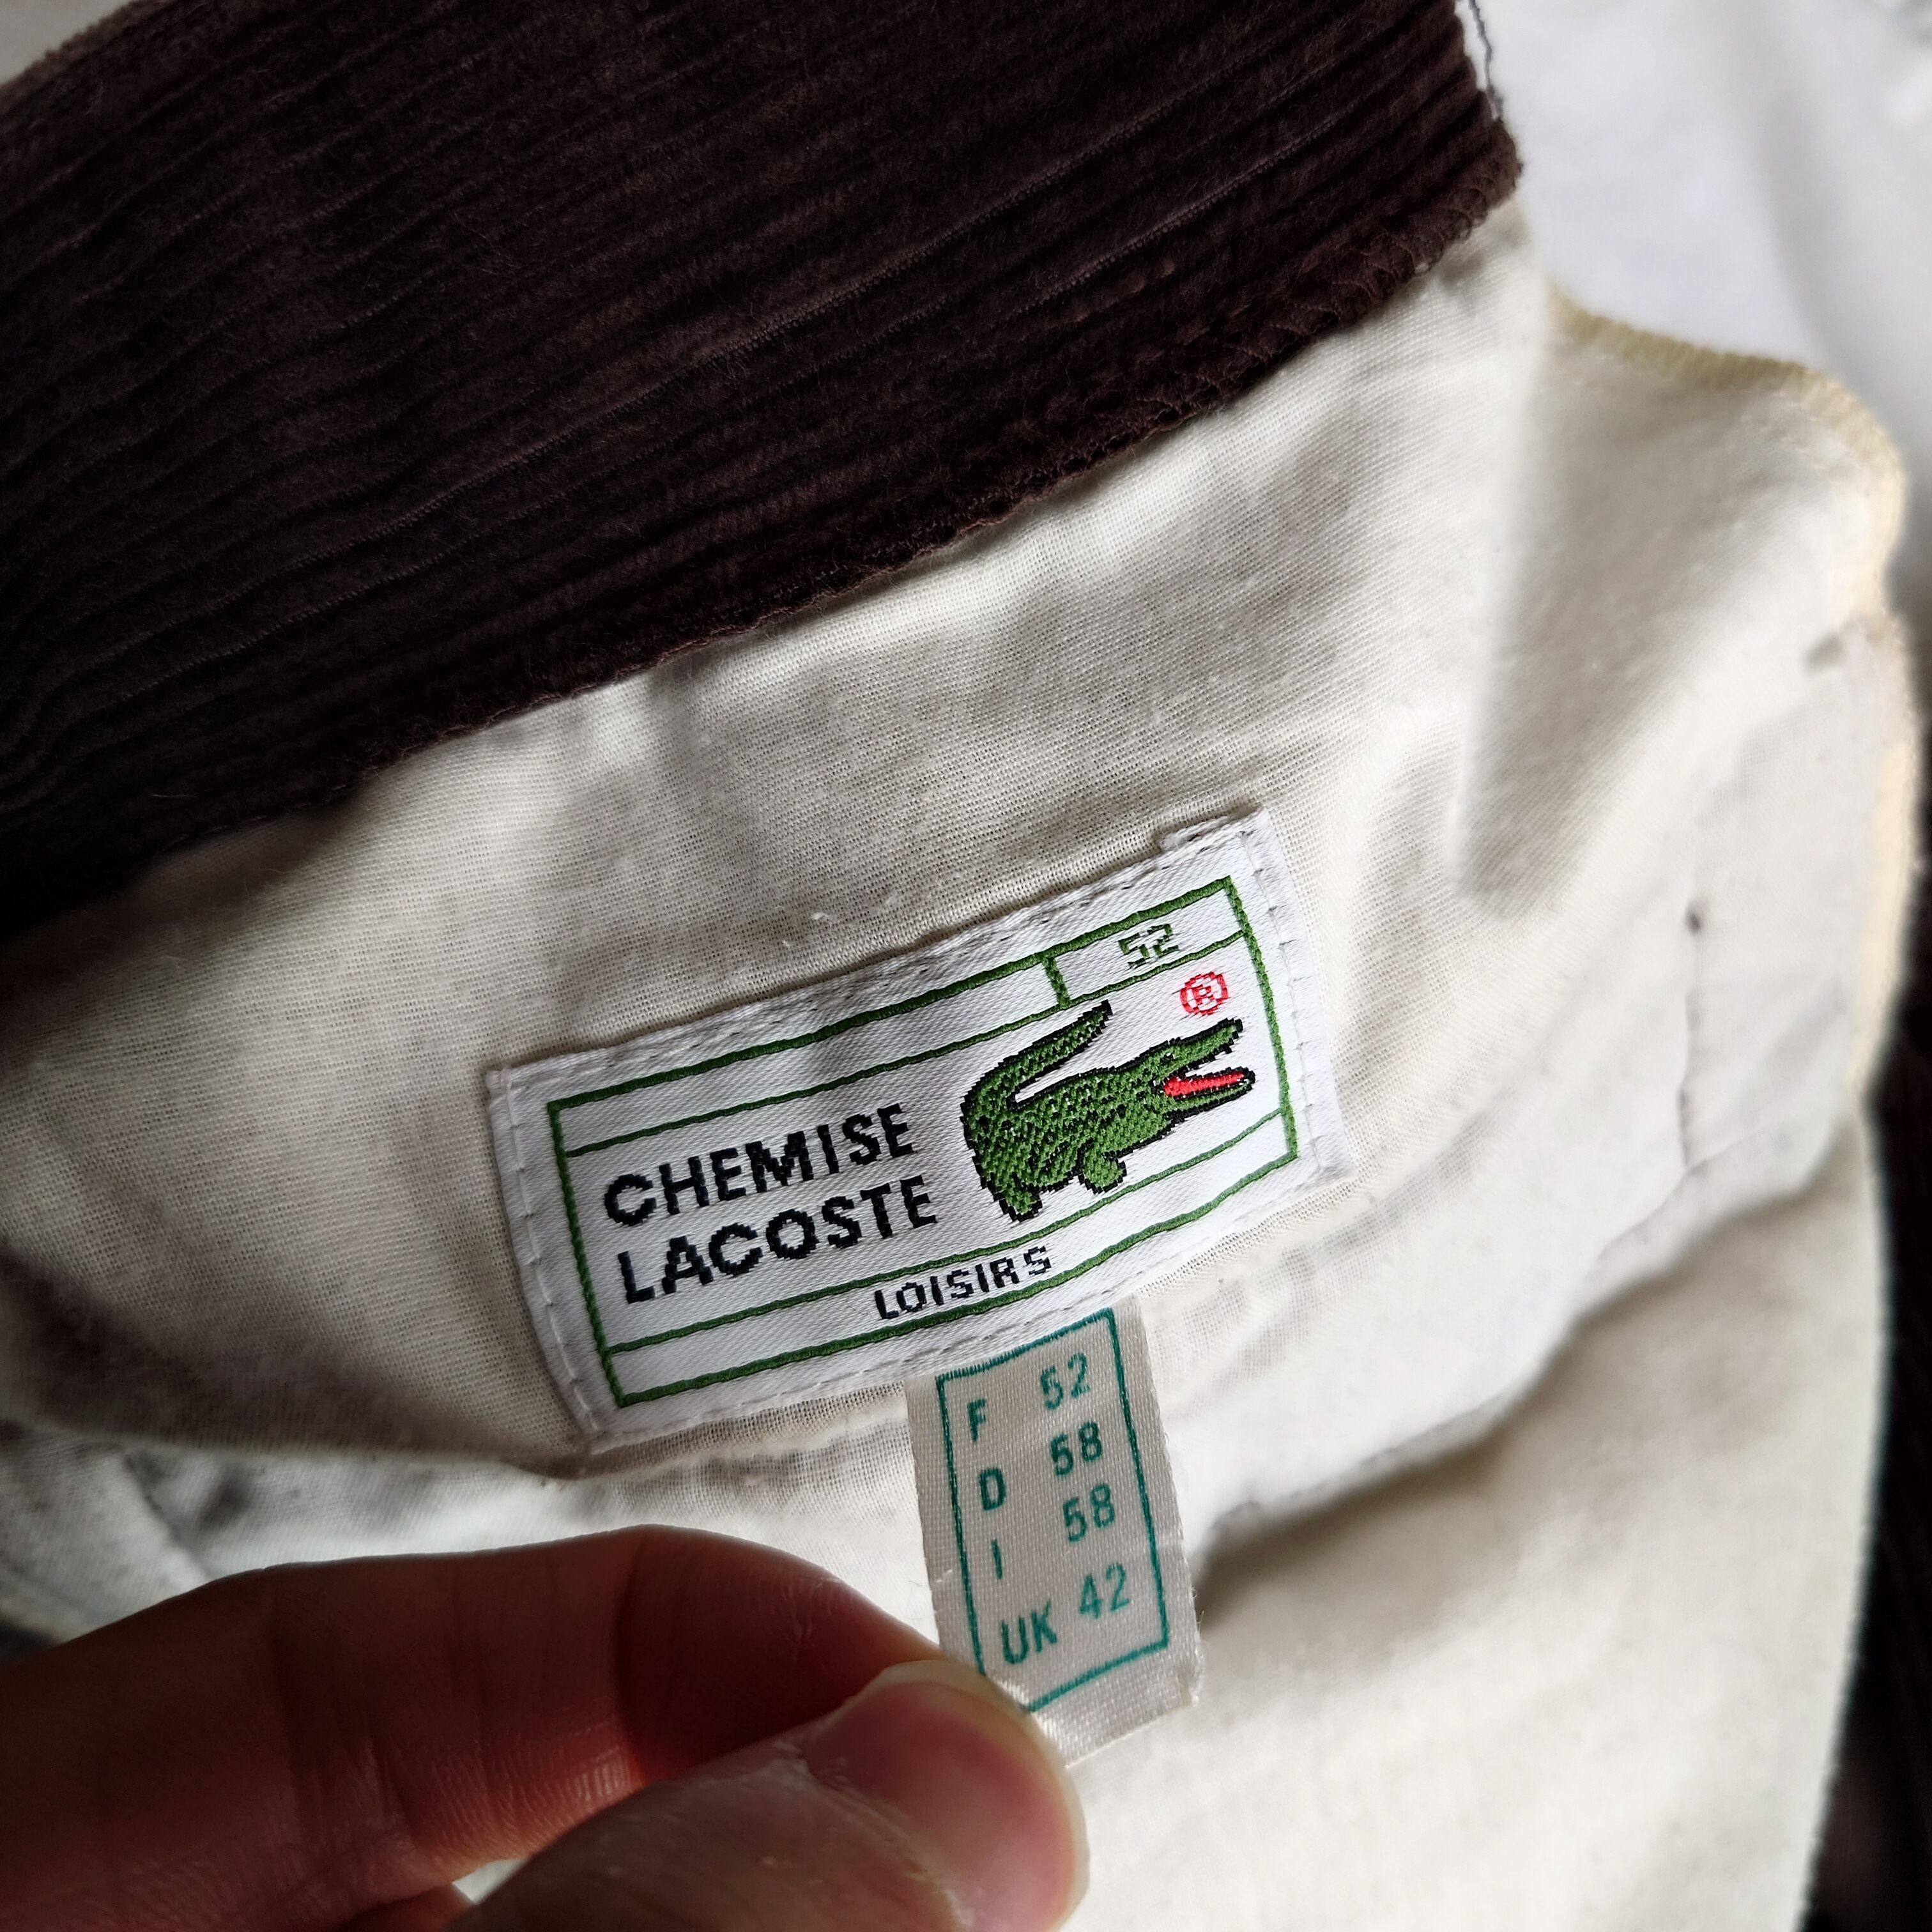 52
®
CHEMISE
LACOSTE
LOISIRS
F 52
D 58
I 58
UK 42